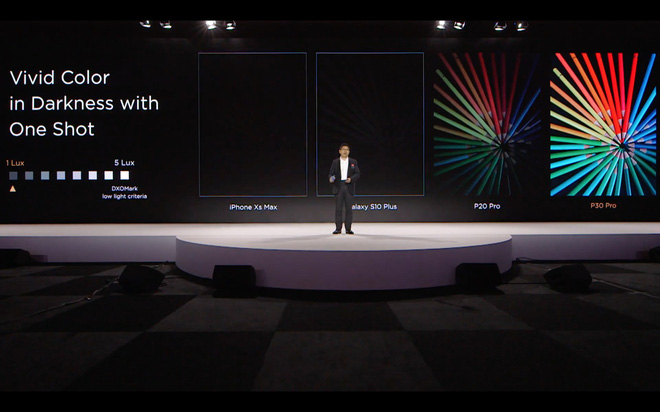 Vivid Color
in Darkness with
One Shot
1 Lux
5 Lux
DXOMark
low light criteria
iPhone Xs Max
alaxy S10 Plus
P20 Pro
P30 Pro